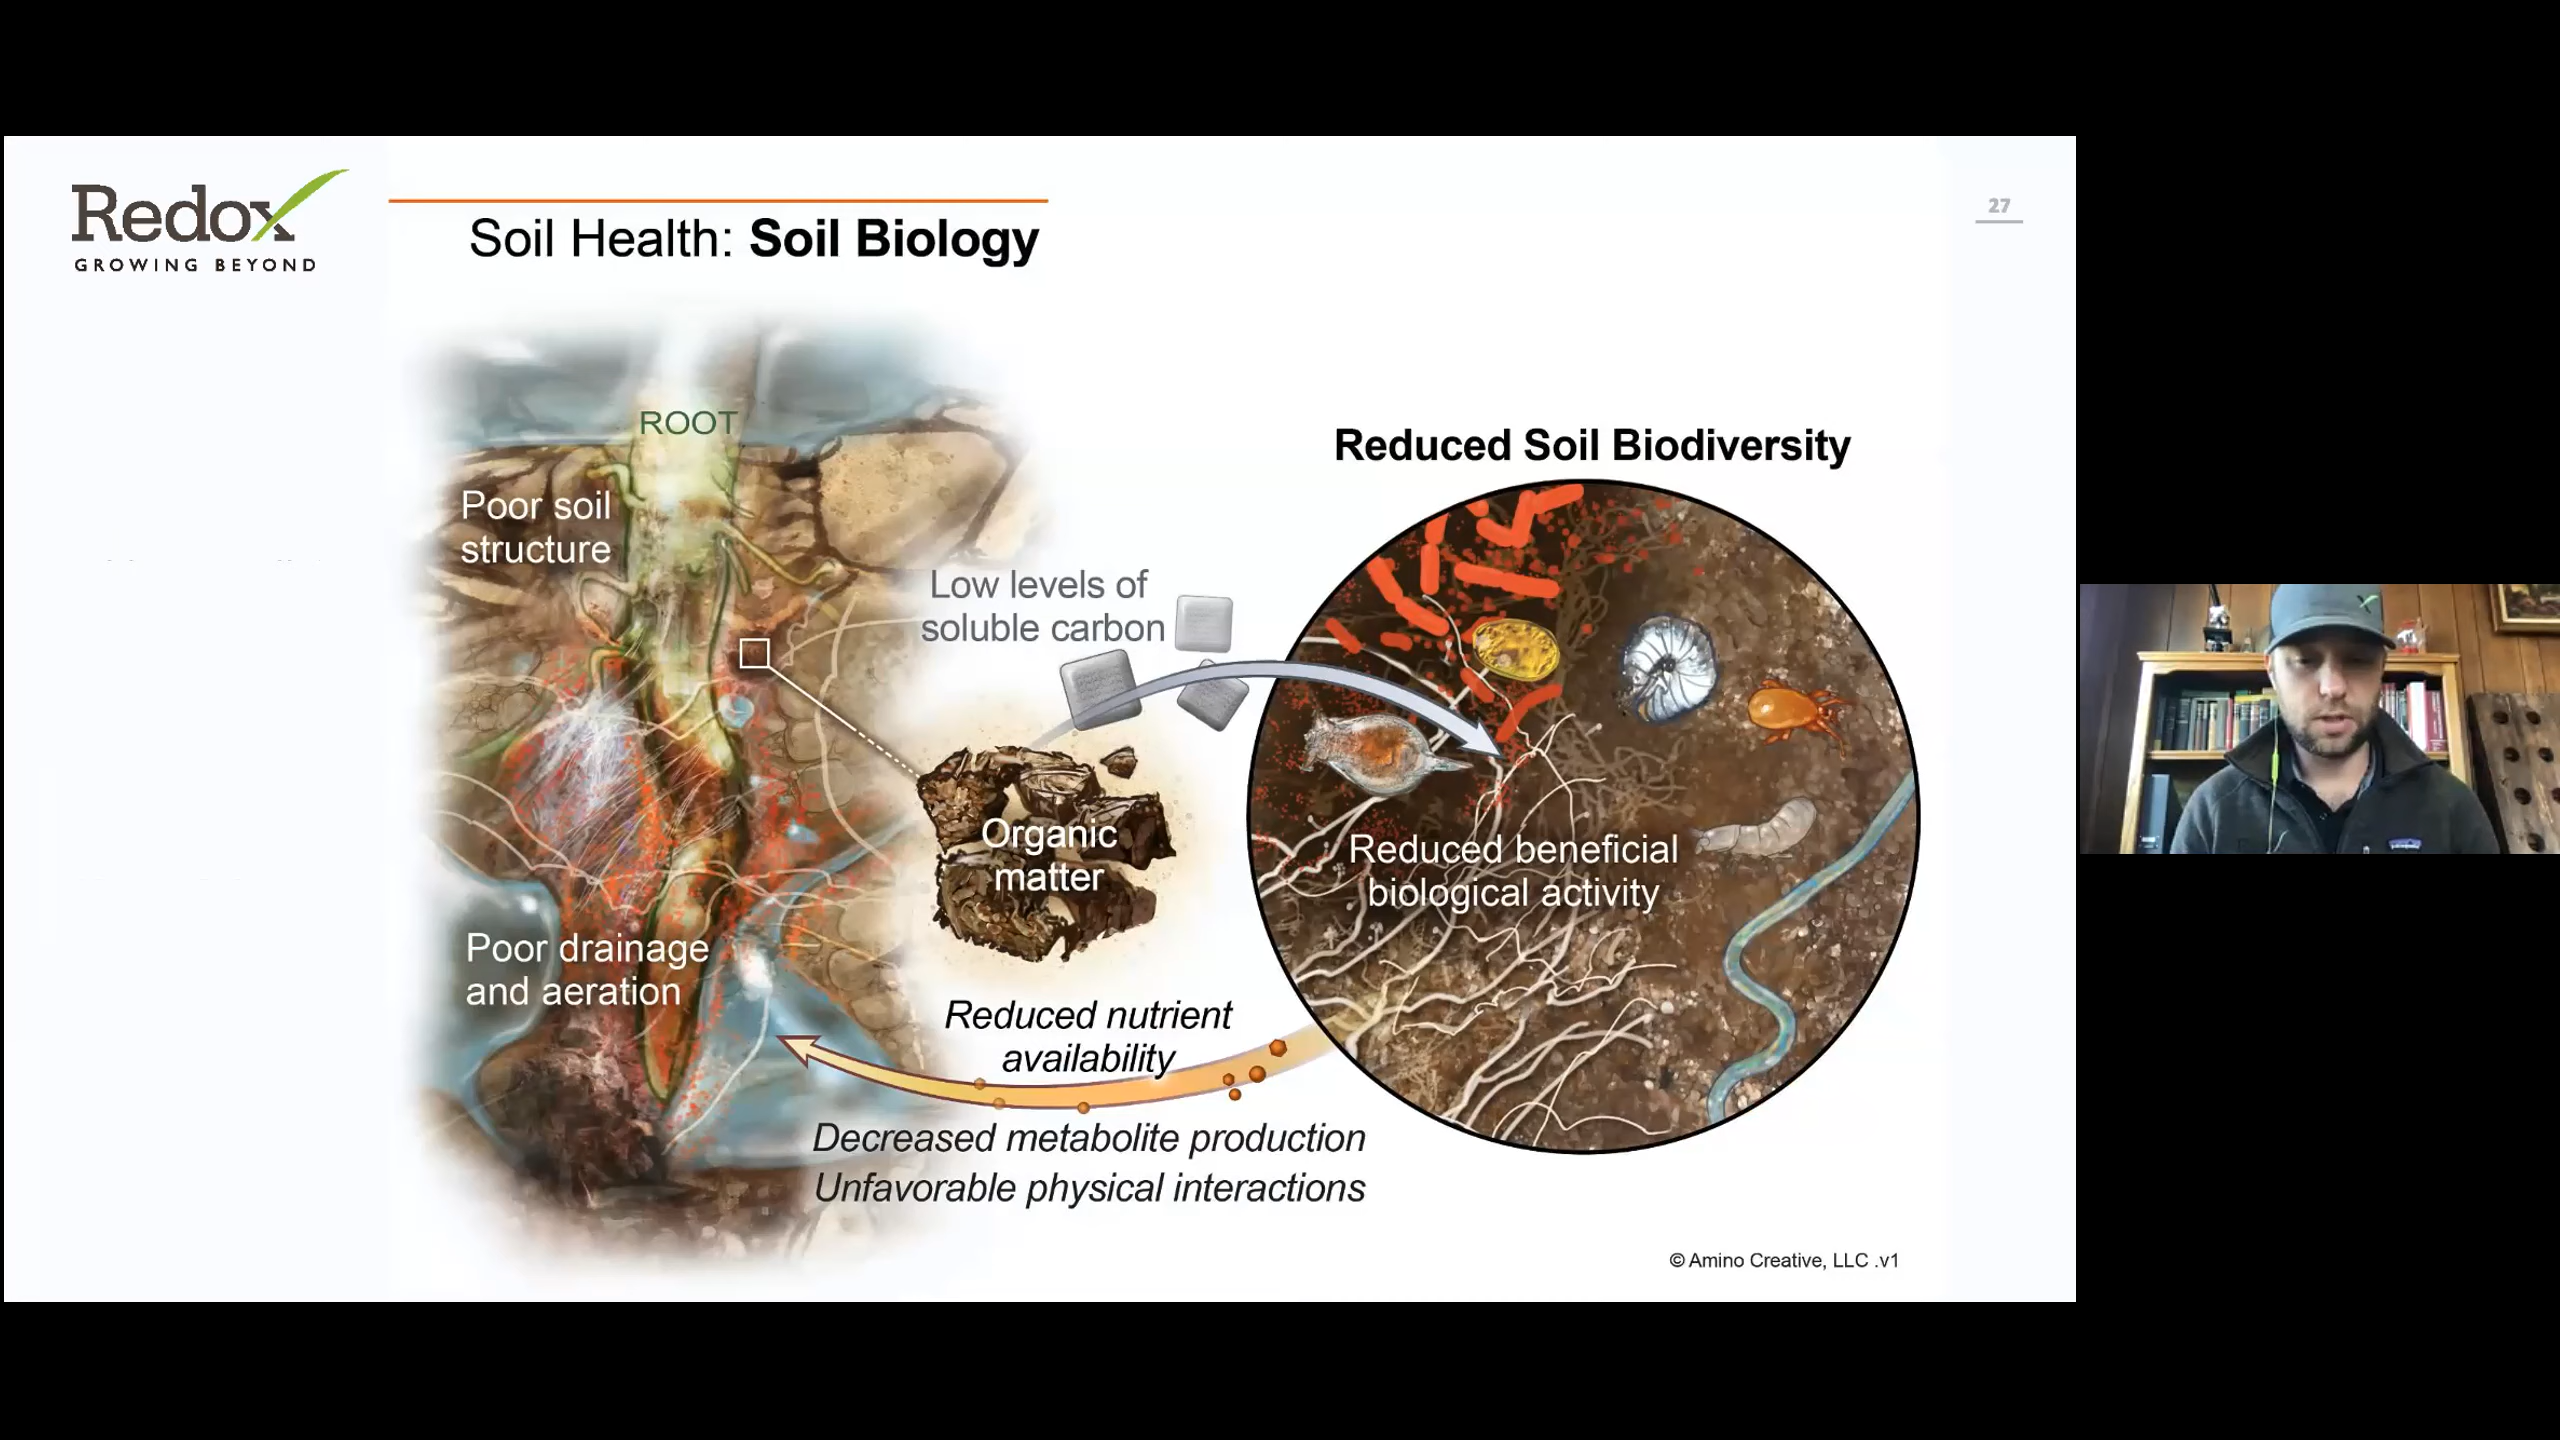 Redox
GROWING BEYOND
27
Soil Health: Soil Biology
ROOT
Poor soil
structure
Low levels of
soluble carbon
Reduced Soil Biodiversity
Organic
matter
Reduced beneficial
biological activity
Poor drainage
and aeration
Reduced nutrient
availability
Decreased metabolite production
Unfavorable physical interactions
© Amino Creative, LLC .v1